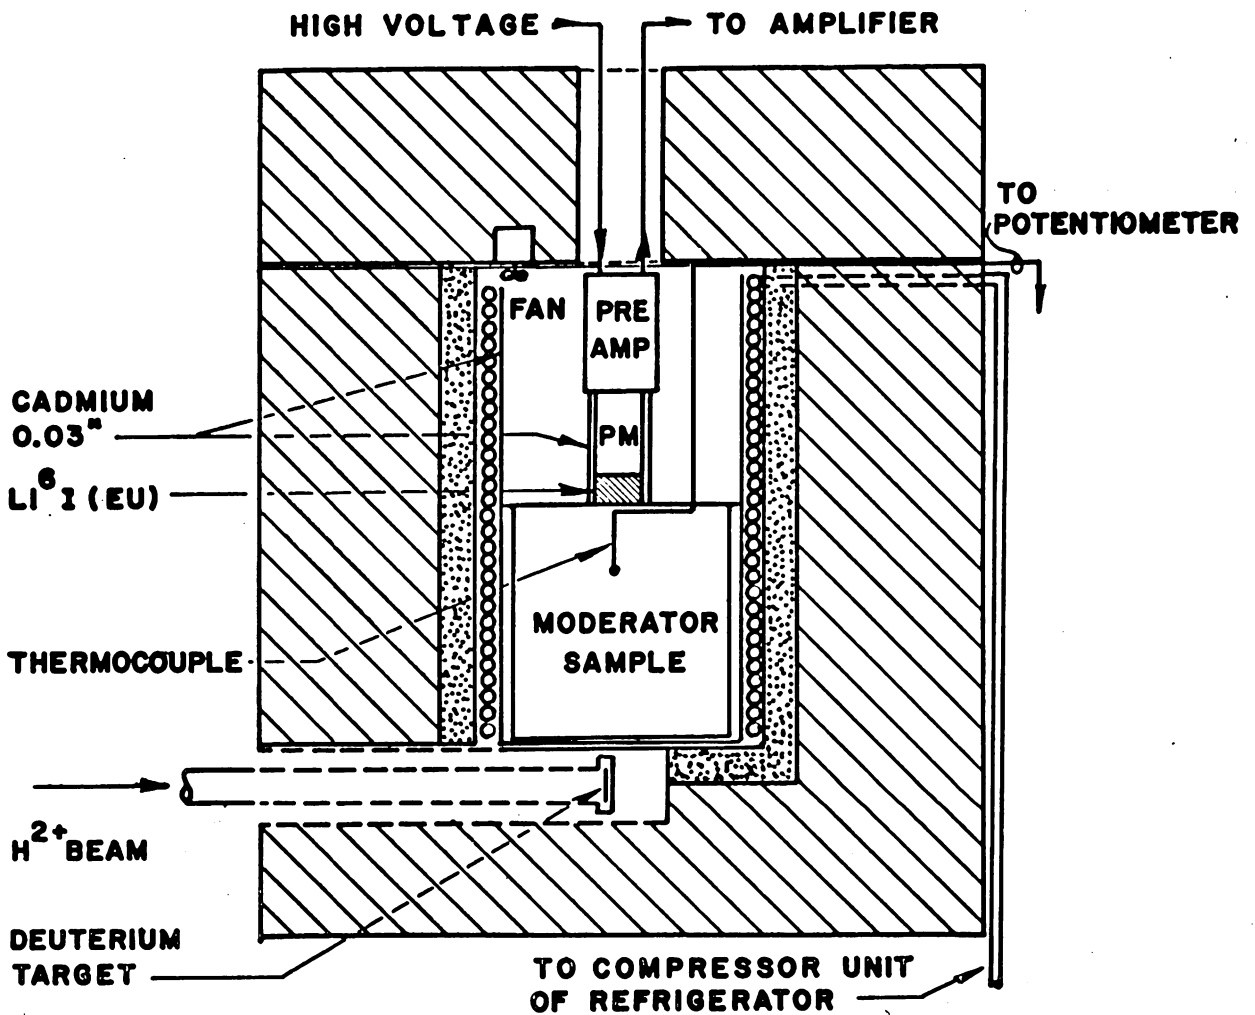 HIGH VOLTAGE
TO AMPLIFIER
TO
POTENTIOMETER
FAN
PRE
AMP
CADMIUM
0.03"
PM
LI⁶ I (EU)
MODERATOR
SAMPLE
THERMOCOUPLE
H²⁺ BEAM
DEUTERIUM
TARGET
TO COMPRESSOR UNIT
OF REFRIGERATOR